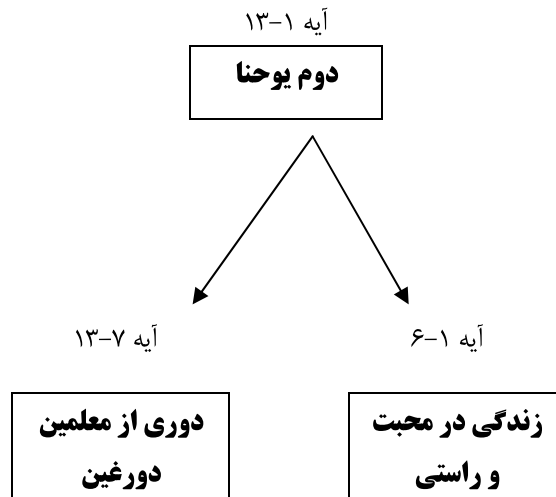 آیه ۱-۱۳
دوم یوحنا
آیه ۱-۶
آیه ۷-۱۳
زندگی در محبت
و راستی
دوری از معلمین
دورغین